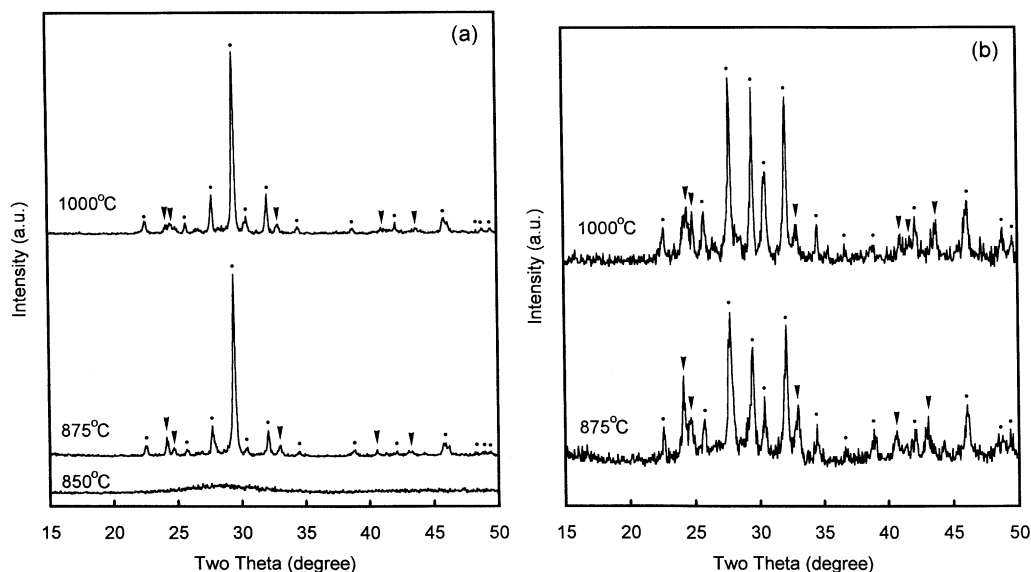 (a)
1000°C
875°C
850°C
Intensity (a.u.)
15 20 25 30 35 40 45 50
Two Theta (degree)
(b)
1000°C
875°C
Intensity (a.u.)
15 20 25 30 35 40 45 50
Two Theta (degree)